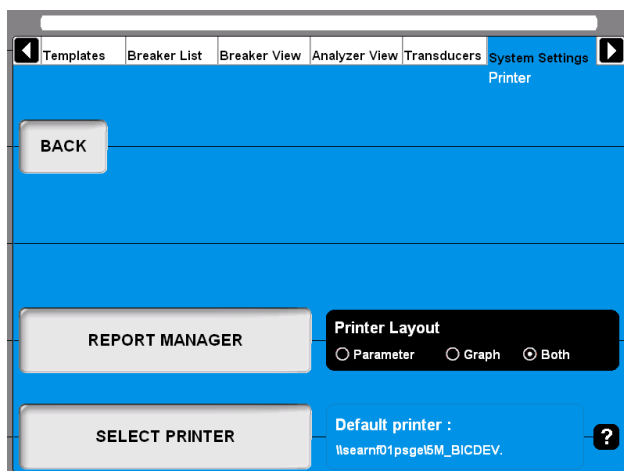 Templates Breaker List Breaker View Analyzer View Transducers System Settings
Printer
BACK
REPORT MANAGER
Printer Layout
Parameter Graph Both
SELECT PRINTER
Default printer :
\\searnf01psge\5M_BICDEV.
?